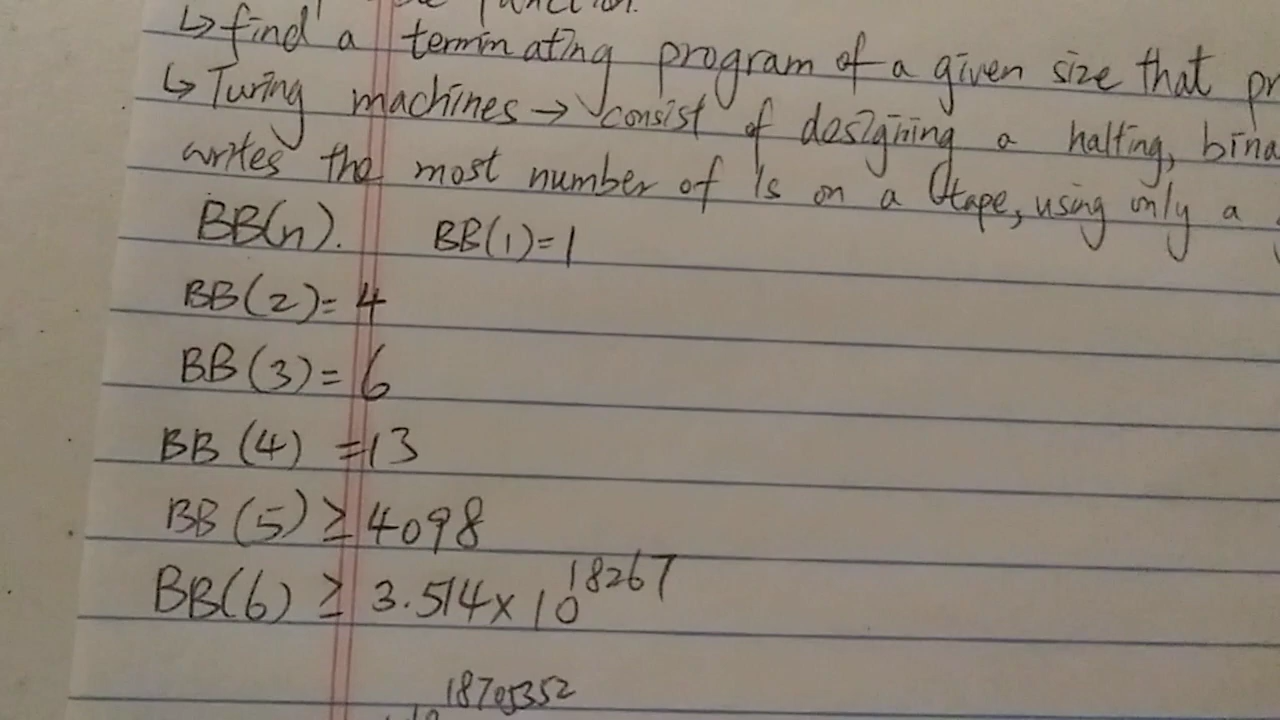 function.
↳ find a terminating program of a given size that pr
↳ Turing machines → consist of designing a halting, bina
writes the most number of 1s on a tape, using only a
BB(n). BB(1)=1
BB(2)=4
BB(3)=6
BB(4)=13
BB(5)≥4098
BB(6)≥3.514×10^18267
18705352